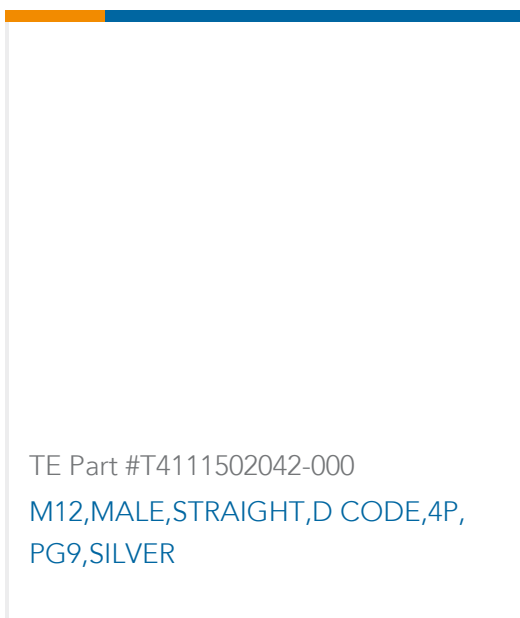 TE Part #T4111502042-000
M12,MALE,STRAIGHT,D CODE,4P,
PG9,SILVER